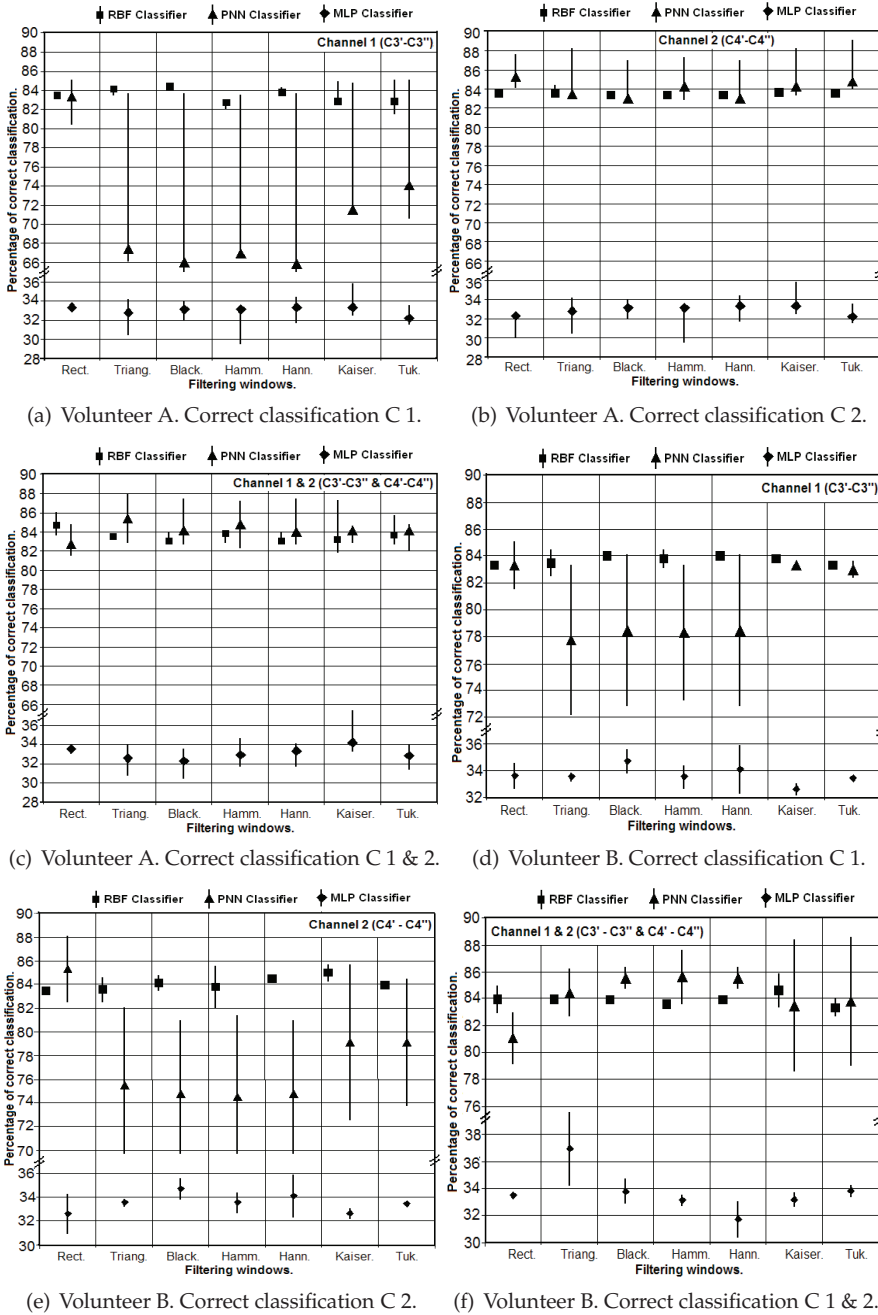 RBF Classifier PNN Classifier MLP Classifier
Channel 1 (C3'-C3'')
Percentage of correct classification.
90
88
86
84
82
80
78
76
74
72
70
68
66
36
34
32
30
28
Rect. Triang. Black. Hamm. Hann. Kaiser. Tuk.
Filtering windows.
(a) Volunteer A. Correct classification C 1.
RBF Classifier PNN Classifier MLP Classifier
Channel 2 (C4'-C4'')
Percentage of correct classification.
90
88
86
84
82
80
78
76
74
72
70
68
66
36
34
32
30
28
Rect. Triang. Black. Hamm. Hann. Kaiser. Tuk.
Filtering windows.
(b) Volunteer A. Correct classification C 2.
RBF Classifier PNN Classifier MLP Classifier
Channel 1 & 2 (C3'-C3'' & C4'-C4'')
Percentage of correct classification.
90
88
86
84
82
80
78
76
74
72
70
68
66
36
34
32
30
28
Rect. Triang. Black. Hamm. Hann. Kaiser. Tuk.
Filtering windows.
(c) Volunteer A. Correct classification C 1 & 2.
RBF Classifier PNN Classifier MLP Classifier
Channel 1 (C3'-C3'')
Percentage of correct classification.
90
88
86
84
82
80
78
76
74
72
36
34
32
Rect. Triang. Black. Hamm. Hann. Kaiser. Tuk.
Filtering windows.
(d) Volunteer B. Correct classification C 1.
RBF Classifier PNN Classifier MLP Classifier
Channel 2 (C4' - C4'')
Percentage of correct classification.
90
88
86
84
82
80
78
76
74
72
70
36
34
32
30
Rect. Triang. Black. Hamm. Hann. Kaiser. Tuk.
Filtering windows.
(e) Volunteer B. Correct classification C 2.
RBF Classifier PNN Classifier MLP Classifier
Channel 1 & 2 (C3' - C3'' & C4' - C4'')
Percentage of correct classification.
90
88
86
84
82
80
78
76
38
36
34
32
30
Rect. Triang. Black. Hamm. Hann. Kaiser. Tuk.
Filtering windows.
(f) Volunteer B. Correct classification C 1 & 2.